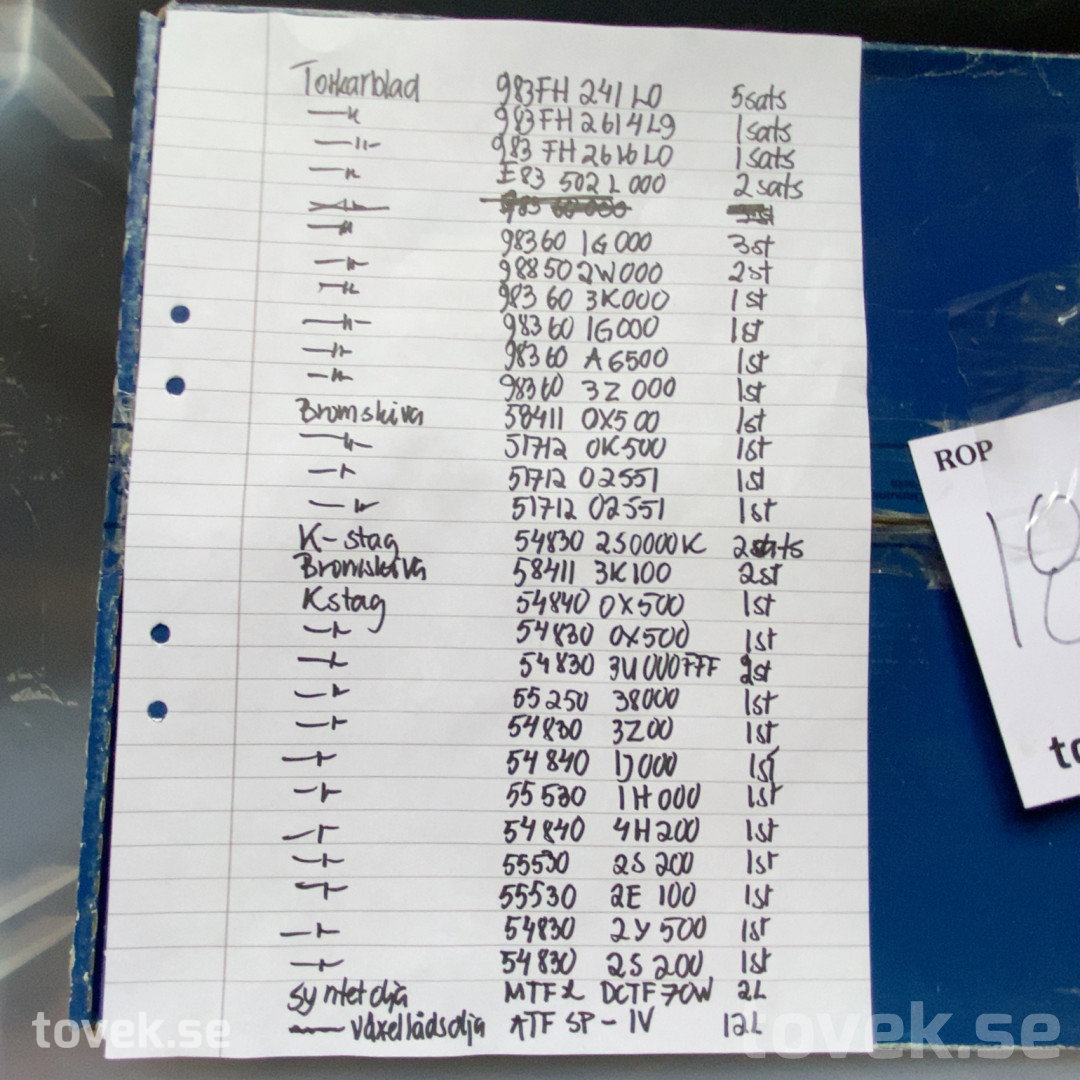 Torkarblad 983FH 241L0 5sats
—"— 983FH 2614L9 1sats
—"— 983 FH 2616L0 1sats
—"— E83 502L000 2sats
—"— 98360 1G000 3st
—"— 98850 2W000 2st
—"— 98360 3K000 1st
—"— 98360 1G000 1st
—"— 98360 A6500 1st
—"— 98360 3Z000 1st
Bromskiva 58411 0X500 1st
—"— 51712 0K500 1st
—"— 51712 02551 1st
—"— 51712 02551 1st
K-stag 54830 2S0000K 2sats
Bromskiva 58411 3K100 2st
Kstag 54840 0X500 1st
—"— 54830 0X500 1st
—"— 54830 3U000FFF 2st
—"— 55250 38000 1st
—"— 54830 3Z00 1st
—"— 54840 1J000 1st
—"— 55530 1H000 1st
—"— 54840 4H200 1st
—"— 55530 2S200 1st
—"— 55530 2E100 1st
—"— 54830 2Y500 1st
—"— 54830 2S200 1st
Syntetolja MTF & DCTF70W 2L
—"— växellådsolja ATF SP-IV 12L
ROP
18
to
tovek.se
tovek.se